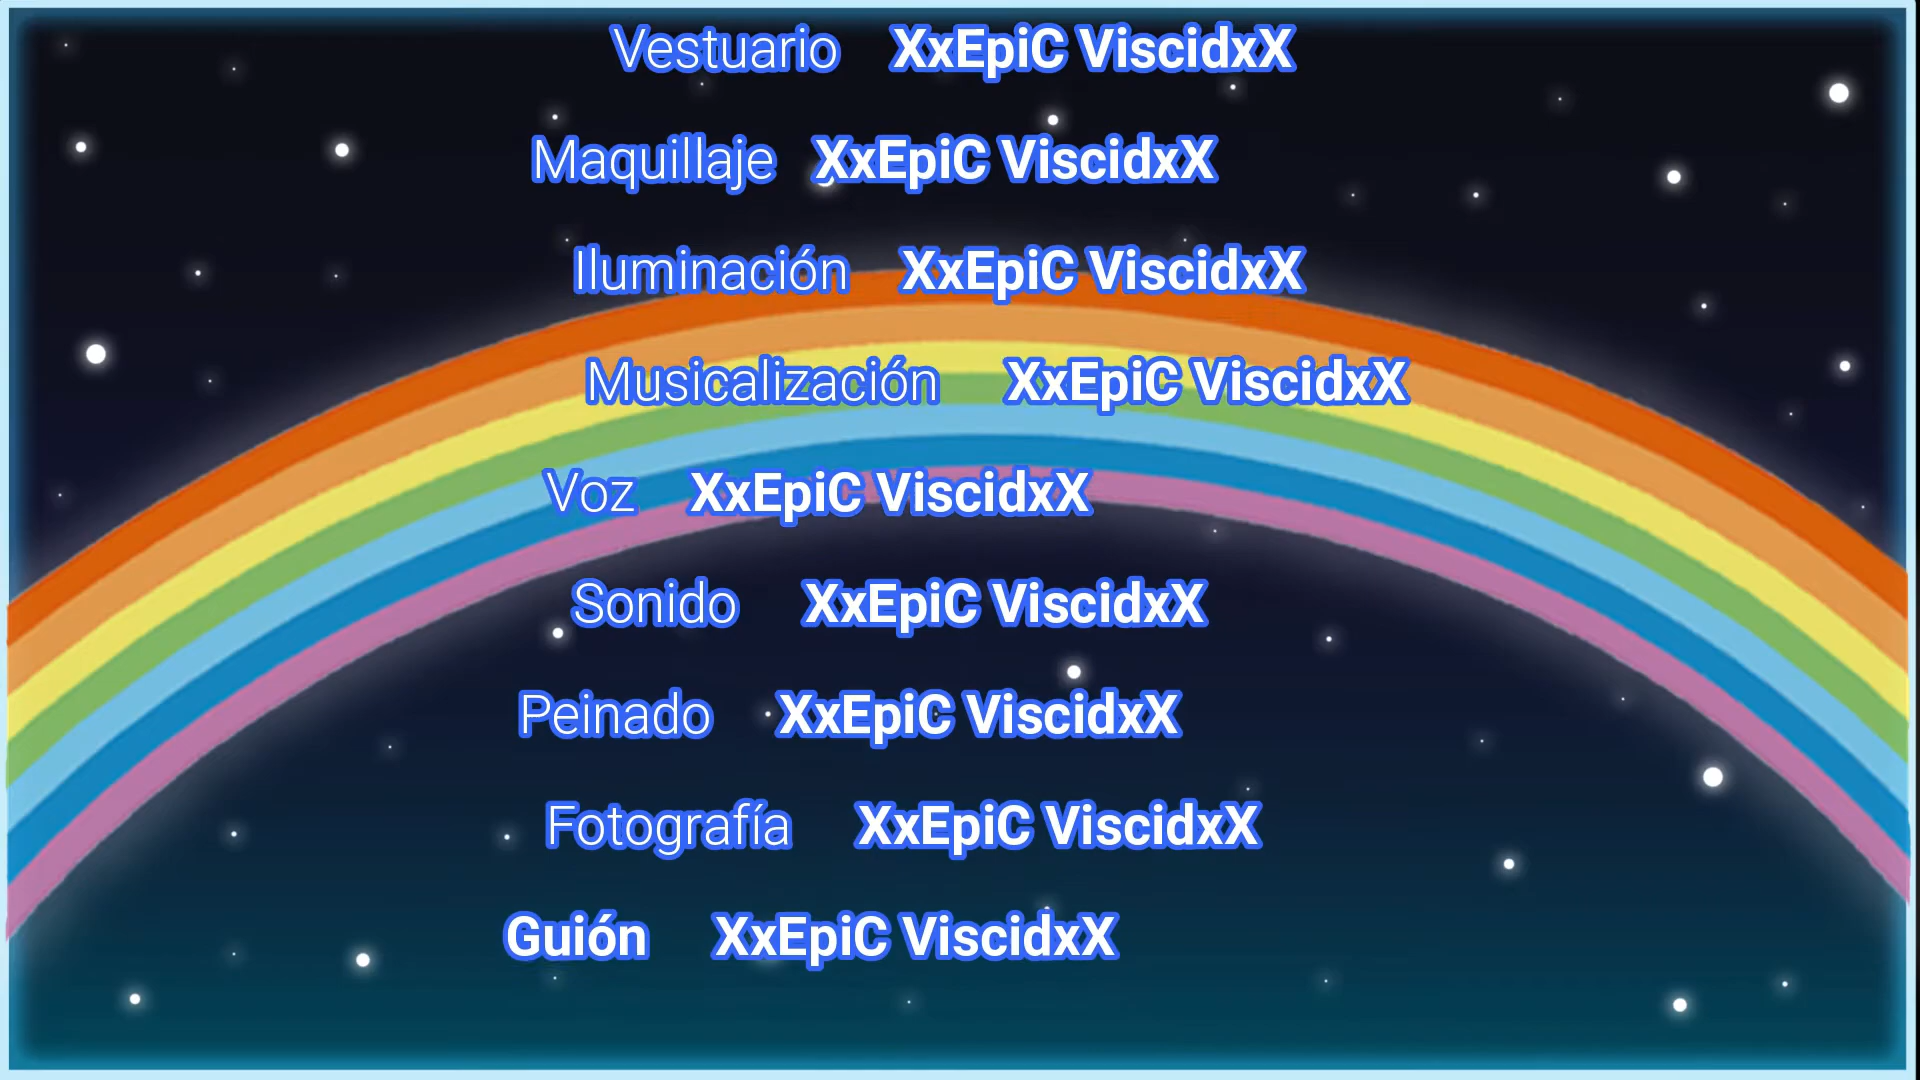 Vestuario XxEpiC ViscidxX
Maquillaje XxEpiC ViscidxX
Iluminación XxEpiC ViscidxX
Musicalización XxEpiC ViscidxX
Voz XxEpiC ViscidxX
Sonido XxEpiC ViscidxX
Peinado XxEpiC ViscidxX
Fotografía XxEpiC ViscidxX
Guión XxEpiC ViscidxX